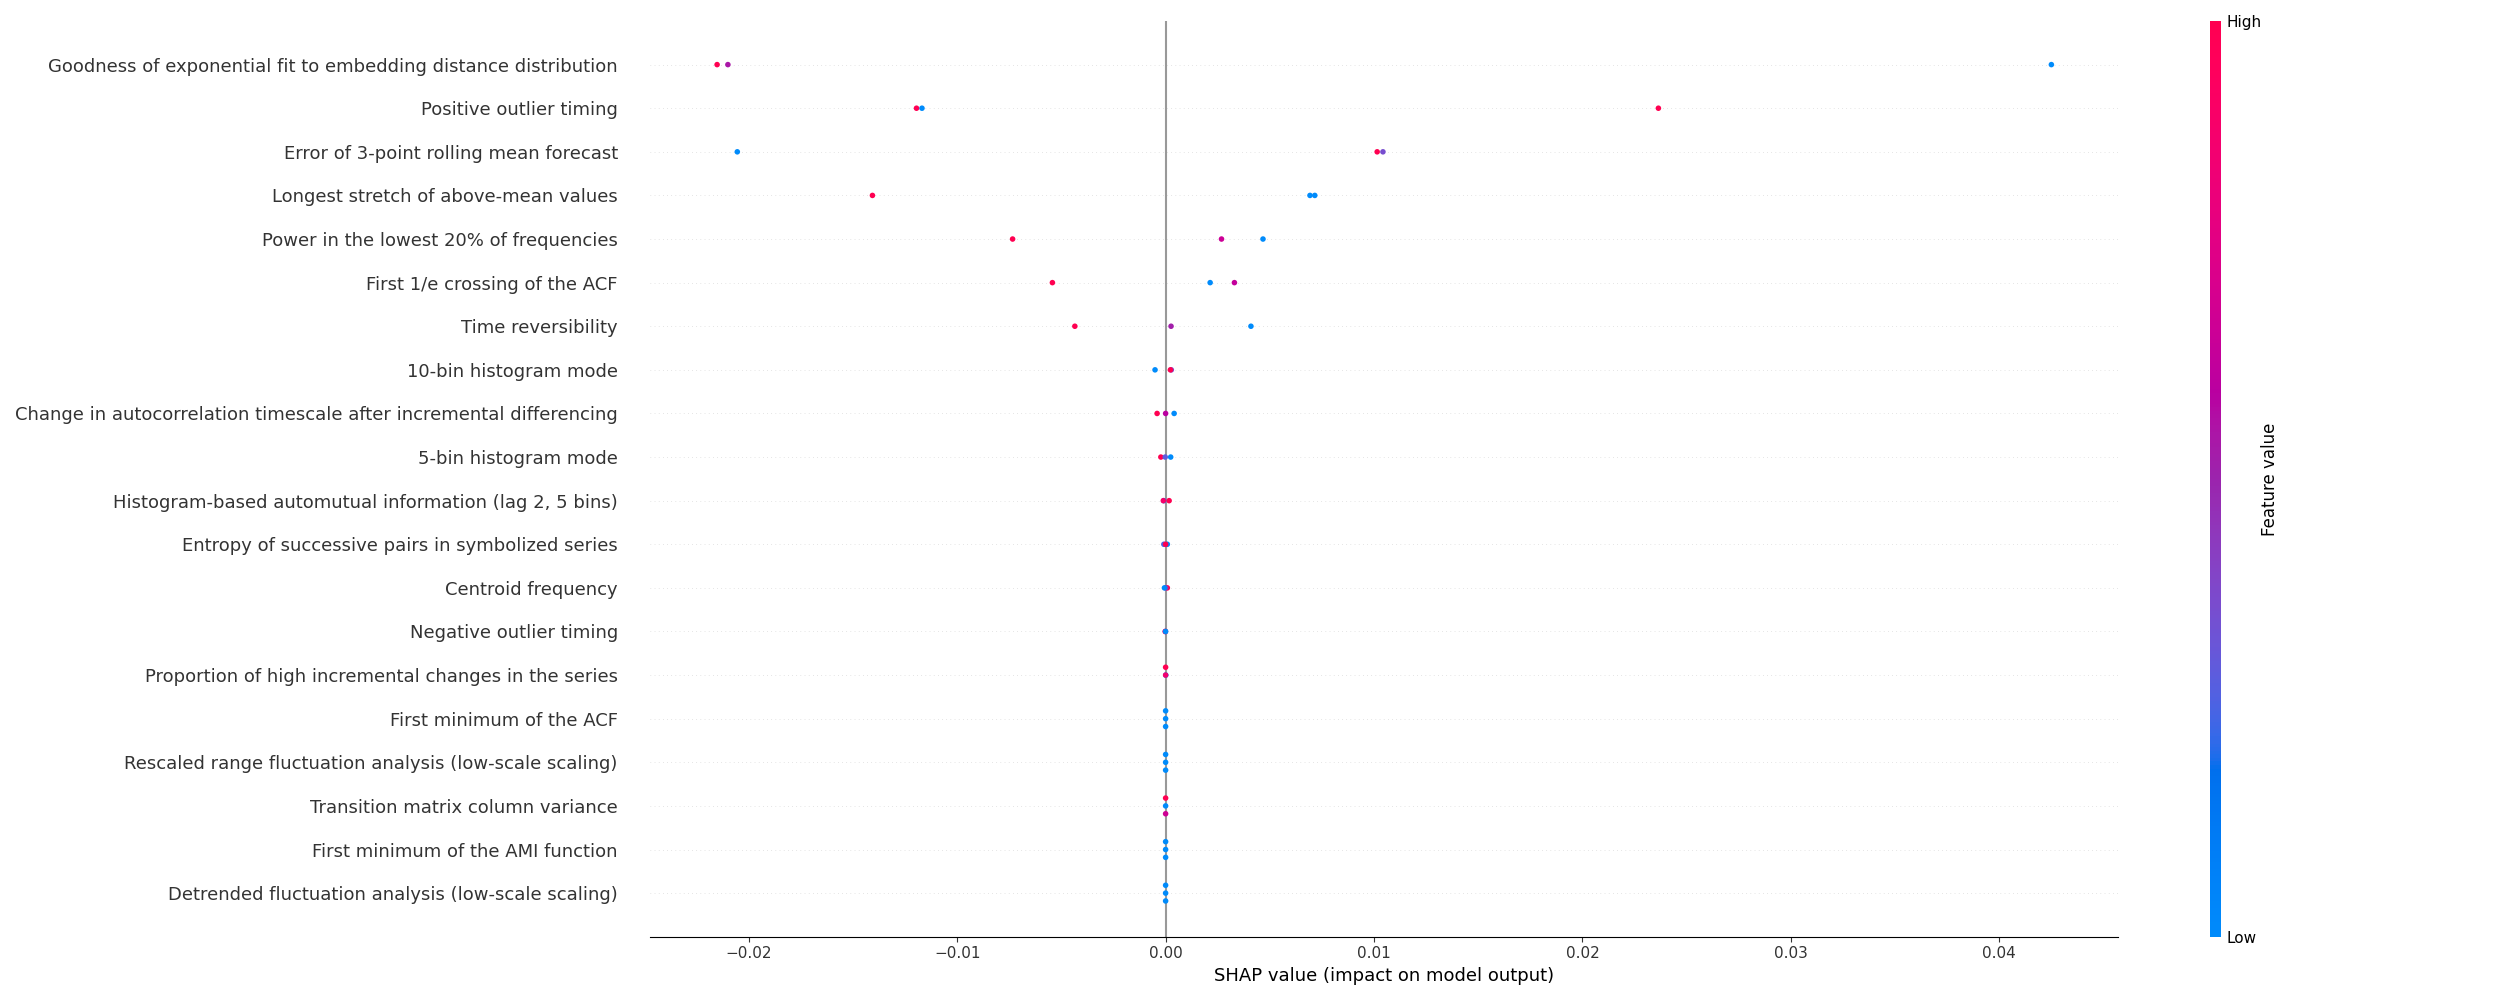 High
Goodness of exponential fit to embedding distance distribution
Positive outlier timing
Error of 3-point rolling mean forecast
Longest stretch of above-mean values
Power in the lowest 20% of frequencies
First 1/e crossing of the ACF
Time reversibility
10-bin histogram mode
Change in autocorrelation timescale after incremental differencing
5-bin histogram mode
Histogram-based automutual information (lag 2, 5 bins)
Entropy of successive pairs in symbolized series
Centroid frequency
Negative outlier timing
Proportion of high incremental changes in the series
First minimum of the ACF
Rescaled range fluctuation analysis (low-scale scaling)
Transition matrix column variance
First minimum of the AMI function
Detrended fluctuation analysis (low-scale scaling)
Feature value
Low
−0.02 −0.01 0.00 0.01 0.02 0.03 0.04
SHAP value (impact on model output)